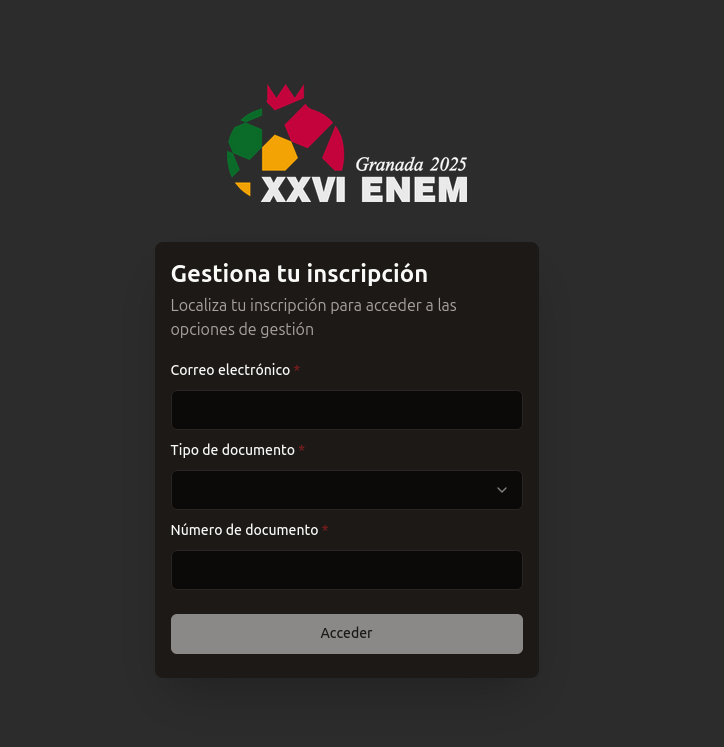 Granada 2025
XXVI ENEM
Gestiona tu inscripción
Localiza tu inscripción para acceder a las
opciones de gestión
Correo electrónico *
Tipo de documento *
Número de documento *
Acceder